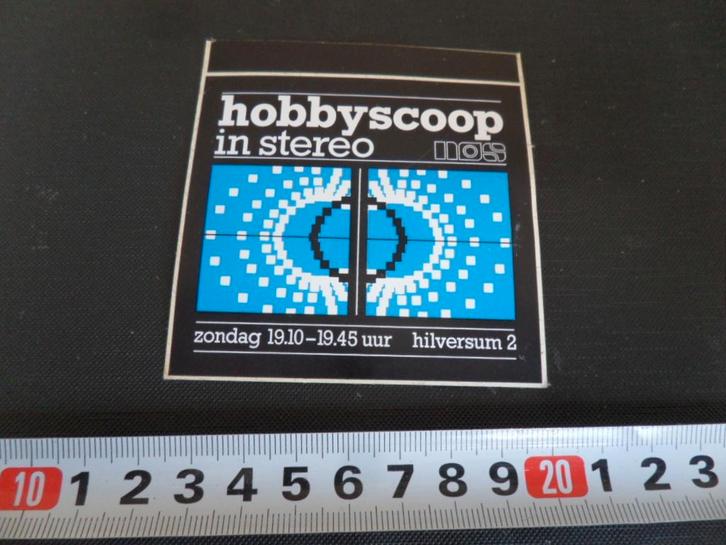 hobbyscoop
in stereo nos
zondag 19.10-19.45 uur hilversum 2
10 1 2 3 4 5 6 7 8 9 20 1 2 3